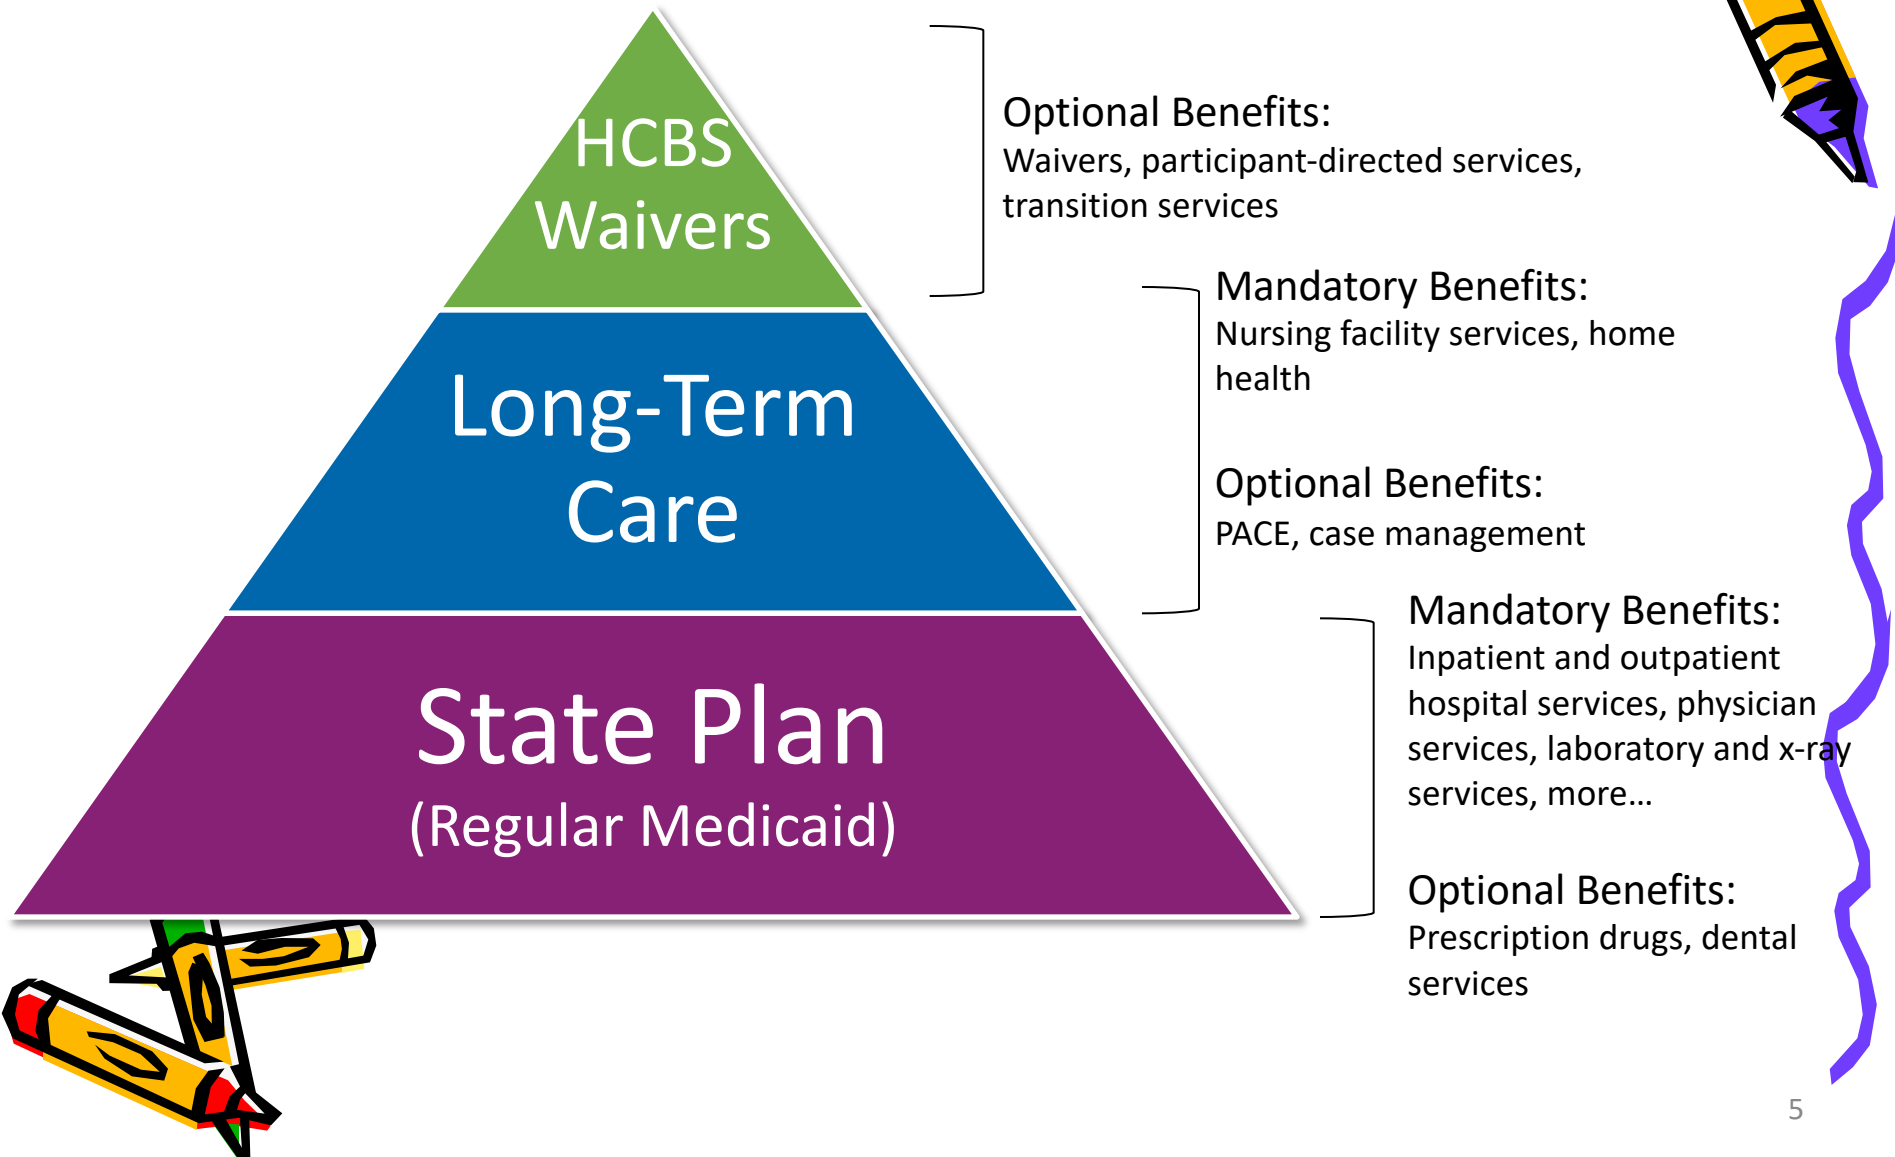 HCBS
Waivers
Optional Benefits:
Waivers, participant-directed services,
transition services
Long-Term
Care
Mandatory Benefits:
Nursing facility services, home
health
Optional Benefits:
PACE, case management
State Plan
(Regular Medicaid)
Mandatory Benefits:
Inpatient and outpatient
hospital services, physician
services, laboratory and x-ray
services, more…
Optional Benefits:
Prescription drugs, dental
services
5